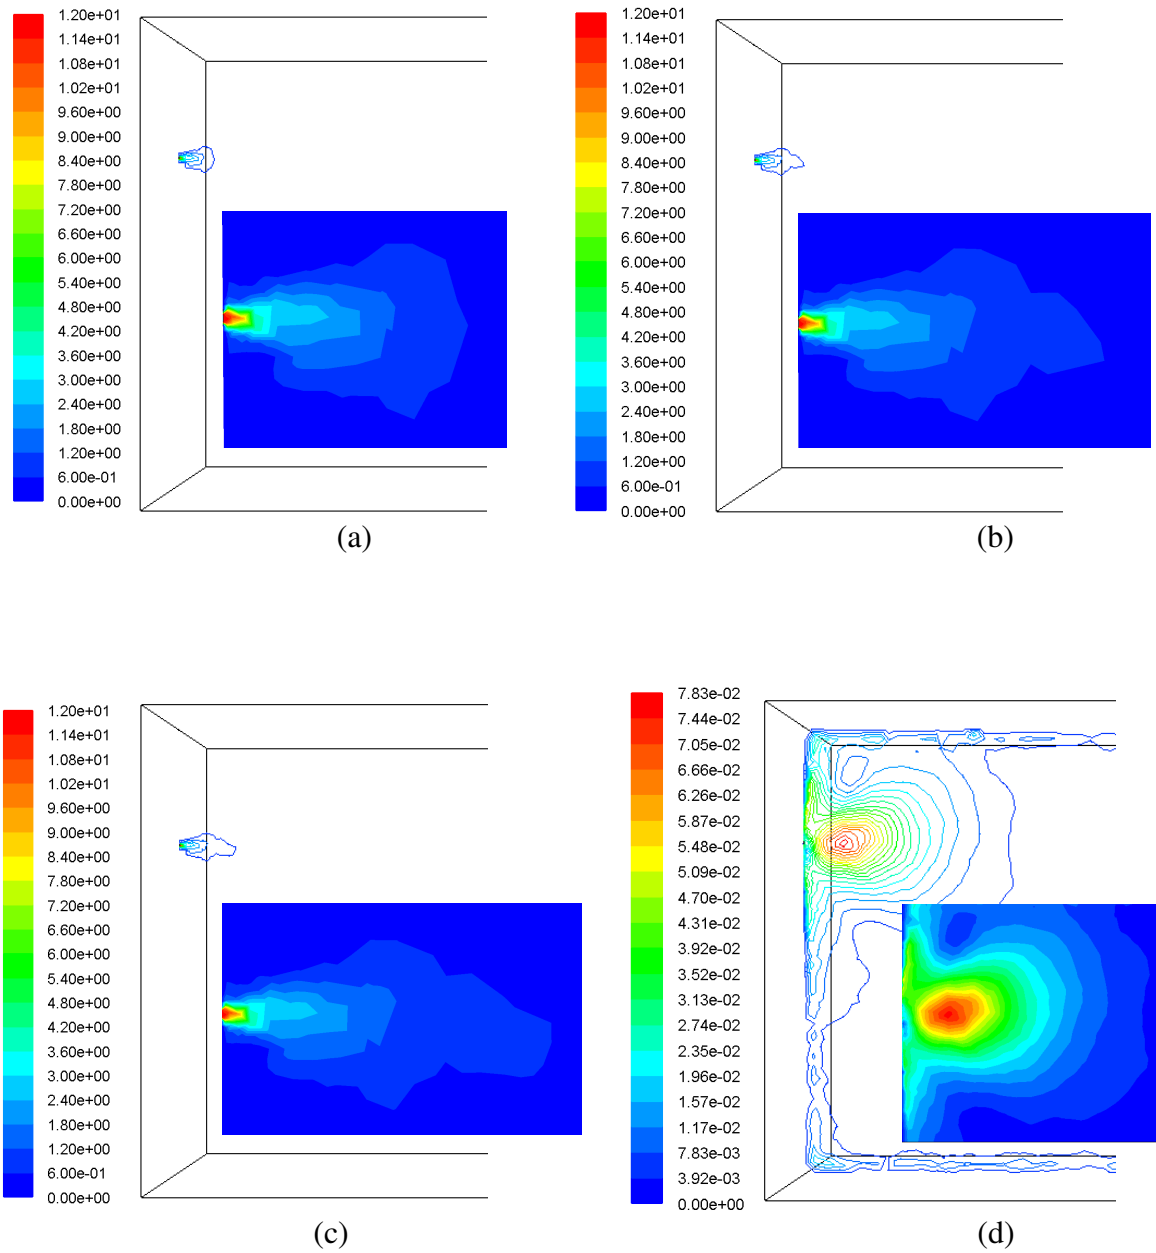 1.20e+01
1.14e+01
1.08e+01
1.02e+01
9.60e+00
9.00e+00
8.40e+00
7.80e+00
7.20e+00
6.60e+00
6.00e+00
5.40e+00
4.80e+00
4.20e+00
3.60e+00
3.00e+00
2.40e+00
1.80e+00
1.20e+00
6.00e-01
0.00e+00
(a)
1.20e+01
1.14e+01
1.08e+01
1.02e+01
9.60e+00
9.00e+00
8.40e+00
7.80e+00
7.20e+00
6.60e+00
6.00e+00
5.40e+00
4.80e+00
4.20e+00
3.60e+00
3.00e+00
2.40e+00
1.80e+00
1.20e+00
6.00e-01
0.00e+00
(b)
1.20e+01
1.14e+01
1.08e+01
1.02e+01
9.60e+00
9.00e+00
8.40e+00
7.80e+00
7.20e+00
6.60e+00
6.00e+00
5.40e+00
4.80e+00
4.20e+00
3.60e+00
3.00e+00
2.40e+00
1.80e+00
1.20e+00
6.00e-01
0.00e+00
(c)
7.83e-02
7.44e-02
7.05e-02
6.66e-02
6.26e-02
5.87e-02
5.48e-02
5.09e-02
4.70e-02
4.31e-02
3.92e-02
3.52e-02
3.13e-02
2.74e-02
2.35e-02
1.96e-02
1.57e-02
1.17e-02
7.83e-03
3.92e-03
0.00e+00
(d)